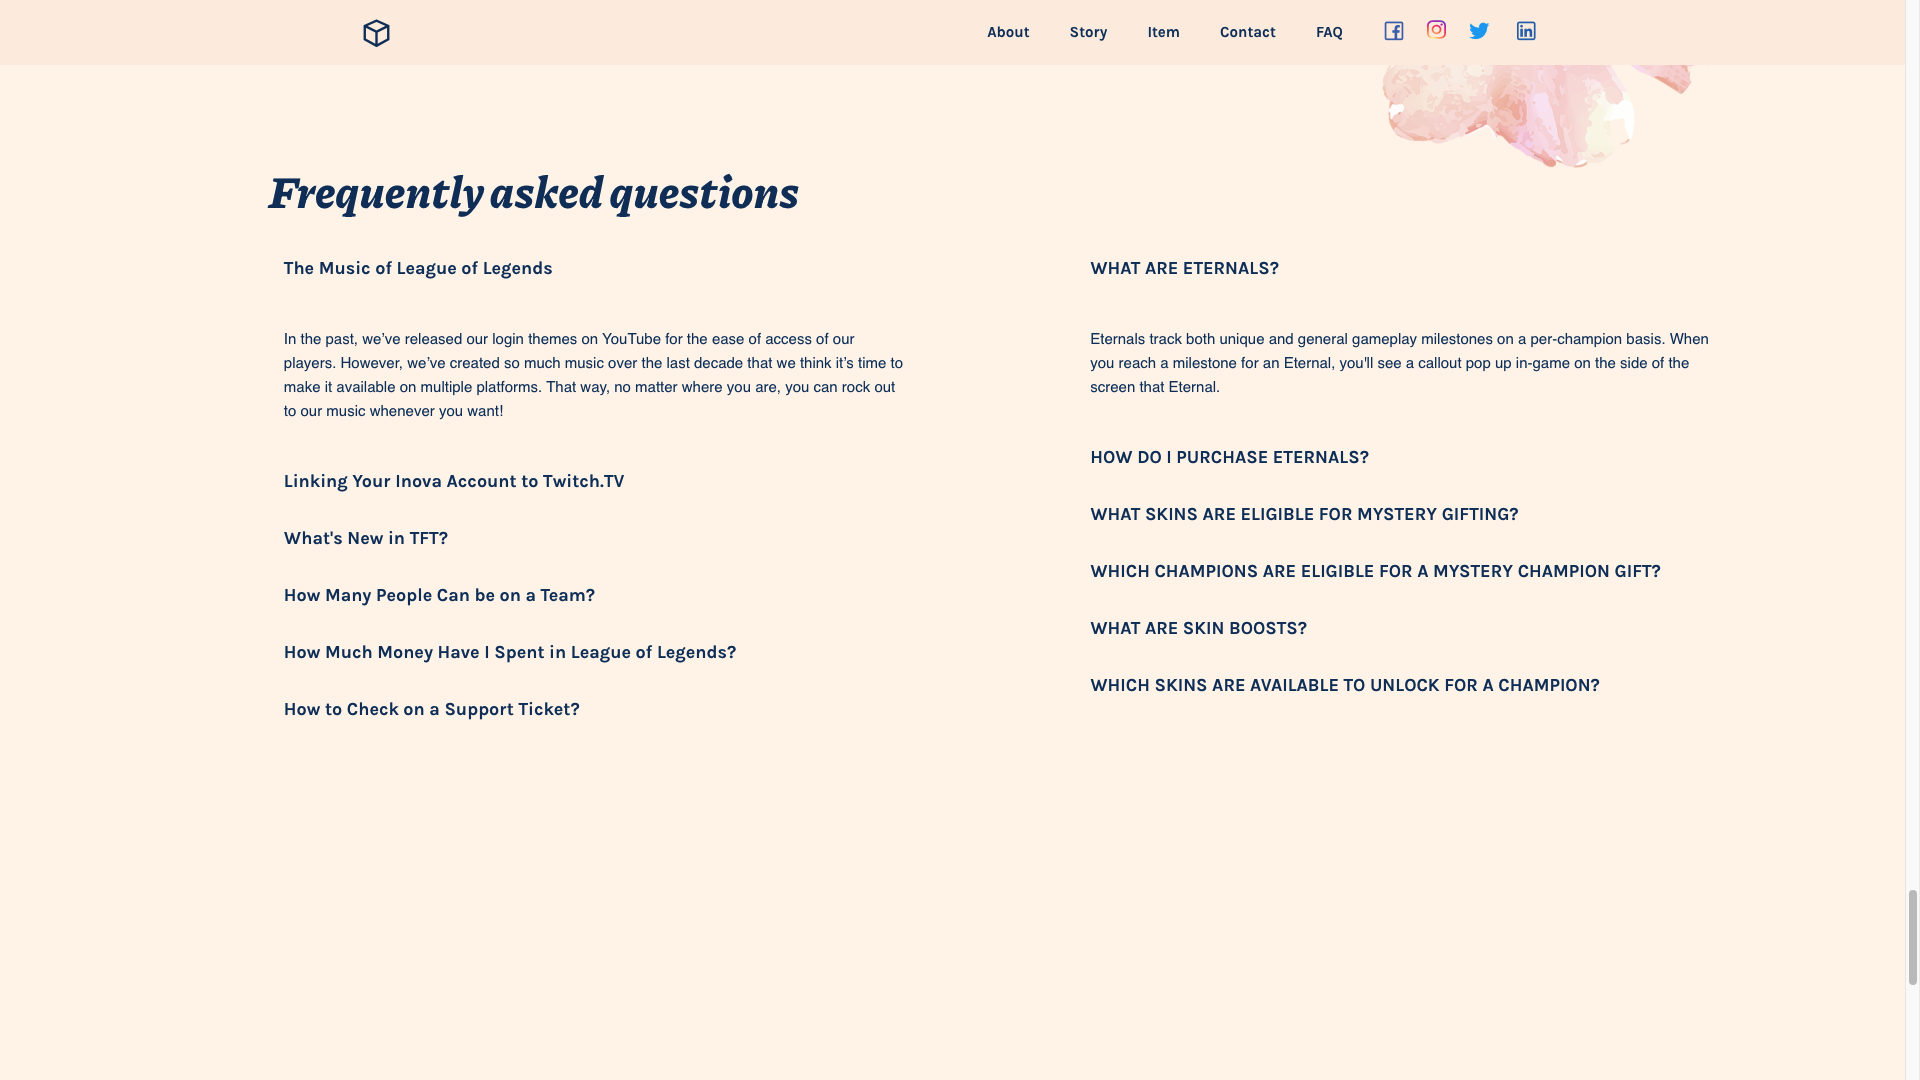 About Story Item Contact FAQ
Frequently asked questions
The Music of League of Legends
In the past, we’ve released our login themes on YouTube for the ease of access of our
players. However, we’ve created so much music over the last decade that we think it’s time to
make it available on multiple platforms. That way, no matter where you are, you can rock out
to our music whenever you want!
Linking Your Inova Account to Twitch.TV
What's New in TFT?
How Many People Can be on a Team?
How Much Money Have I Spent in League of Legends?
How to Check on a Support Ticket?
WHAT ARE ETERNALS?
Eternals track both unique and general gameplay milestones on a per-champion basis. When
you reach a milestone for an Eternal, you'll see a callout pop up in-game on the side of the
screen that Eternal.
HOW DO I PURCHASE ETERNALS?
WHAT SKINS ARE ELIGIBLE FOR MYSTERY GIFTING?
WHICH CHAMPIONS ARE ELIGIBLE FOR A MYSTERY CHAMPION GIFT?
WHAT ARE SKIN BOOSTS?
WHICH SKINS ARE AVAILABLE TO UNLOCK FOR A CHAMPION?